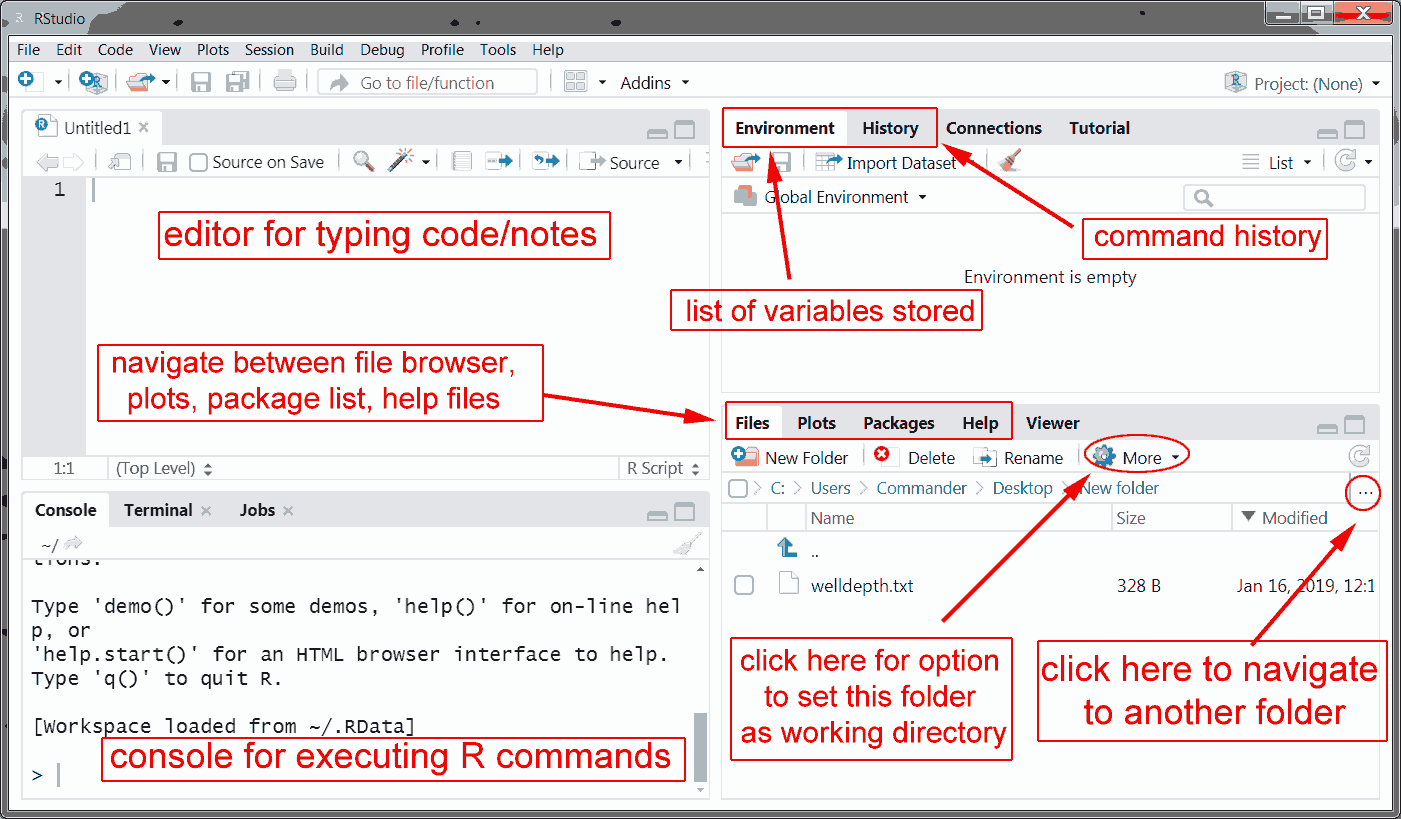 RStudio
File Edit Code View Plots Session Build Debug Profile Tools Help
Go to file/function Addins Project: (None)
Untitled1
Source on Save Source
1
editor for typing code/notes
navigate between file browser,
plots, package list, help files
1:1 (Top Level) R Script
Console Terminal Jobs
~/
tions.
Type 'demo()' for some demos, 'help()' for on-line hel
p, or
'help.start()' for an HTML browser interface to help.
Type 'q()' to quit R.
[Workspace loaded from ~/.RData]
console for executing R commands
>
Environment History Connections Tutorial
Import Dataset List
Global Environment
command history
Environment is empty
list of variables stored
Files Plots Packages Help Viewer
New Folder Delete Rename More
C: Users Commander Desktop New folder ...
Name Size Modified
..
welldepth.txt 328 B Jan 16, 2019, 12:1
click here for option
to set this folder
as working directory
click here to navigate
to another folder